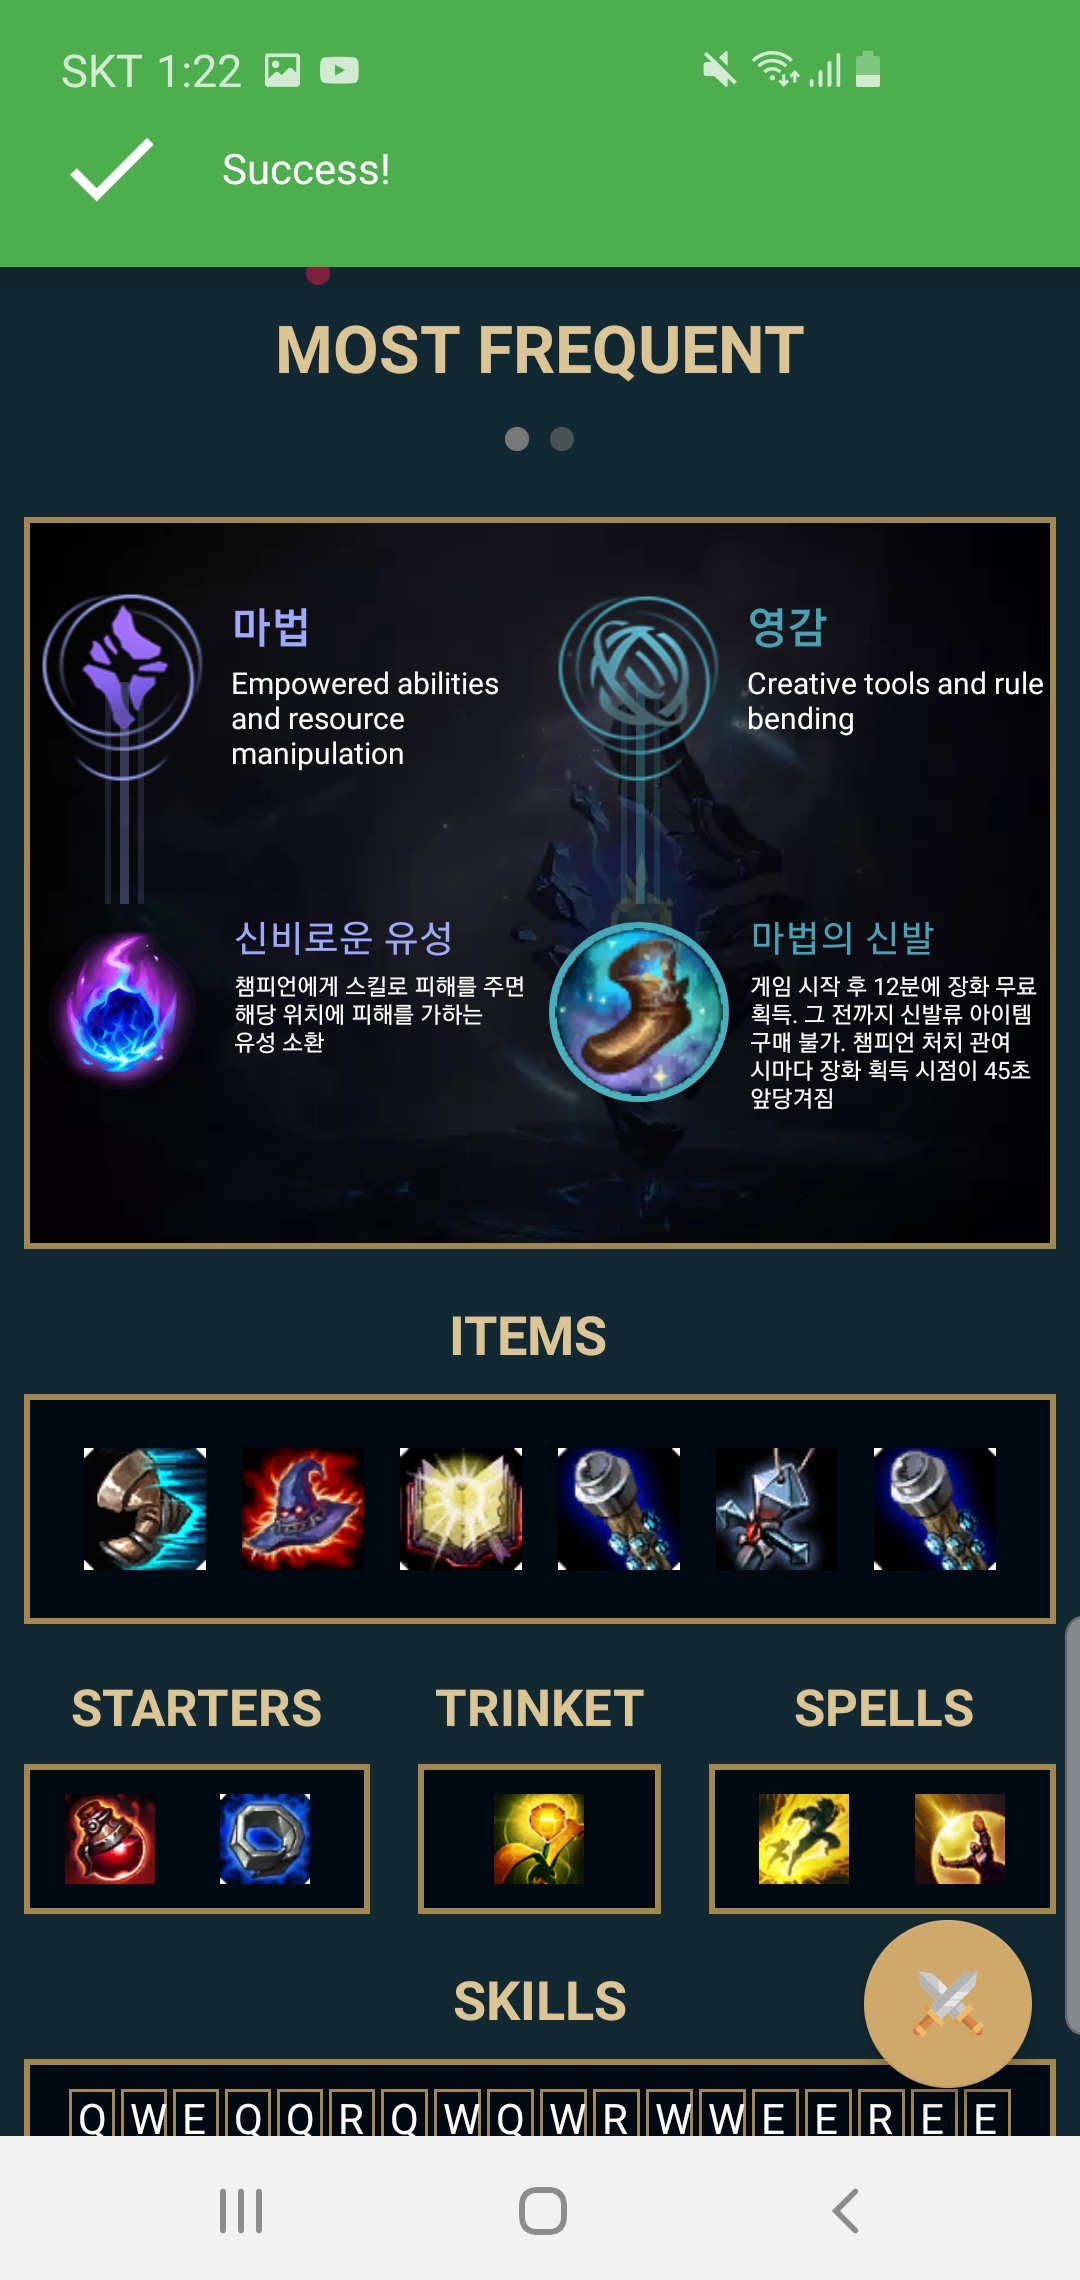 SKT 1:22
Success!
MOST FREQUENT
마법
Empowered abilities
and resource
manipulation
영감
Creative tools and rule
bending
신비로운 유성
챔피언에게 스킬로 피해를 주면
해당 위치에 피해를 가하는
유성 소환
마법의 신발
게임 시작 후 12분에 장화 무료
획득. 그 전까지 신발류 아이템
구매 불가. 챔피언 처치 관여
시마다 장화 획득 시점이 45초
앞당겨짐
ITEMS
STARTERS TRINKET SPELLS
SKILLS
Q W E Q Q R Q W Q W R W W E E R E E